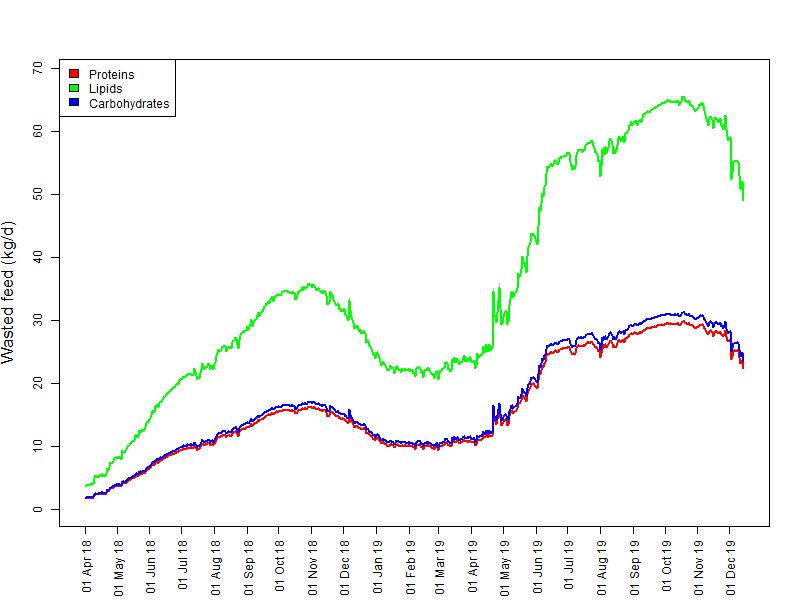 Proteins
Lipids
Carbohydrates
Wasted feed (kg/d)
70
60
50
40
30
20
10
0
01 Apr 18
01 May 18
01 Jun 18
01 Jul 18
01 Aug 18
01 Sep 18
01 Oct 18
01 Nov 18
01 Dec 18
01 Jan 19
01 Feb 19
01 Mar 19
01 Apr 19
01 May 19
01 Jun 19
01 Jul 19
01 Aug 19
01 Sep 19
01 Oct 19
01 Nov 19
01 Dec 19